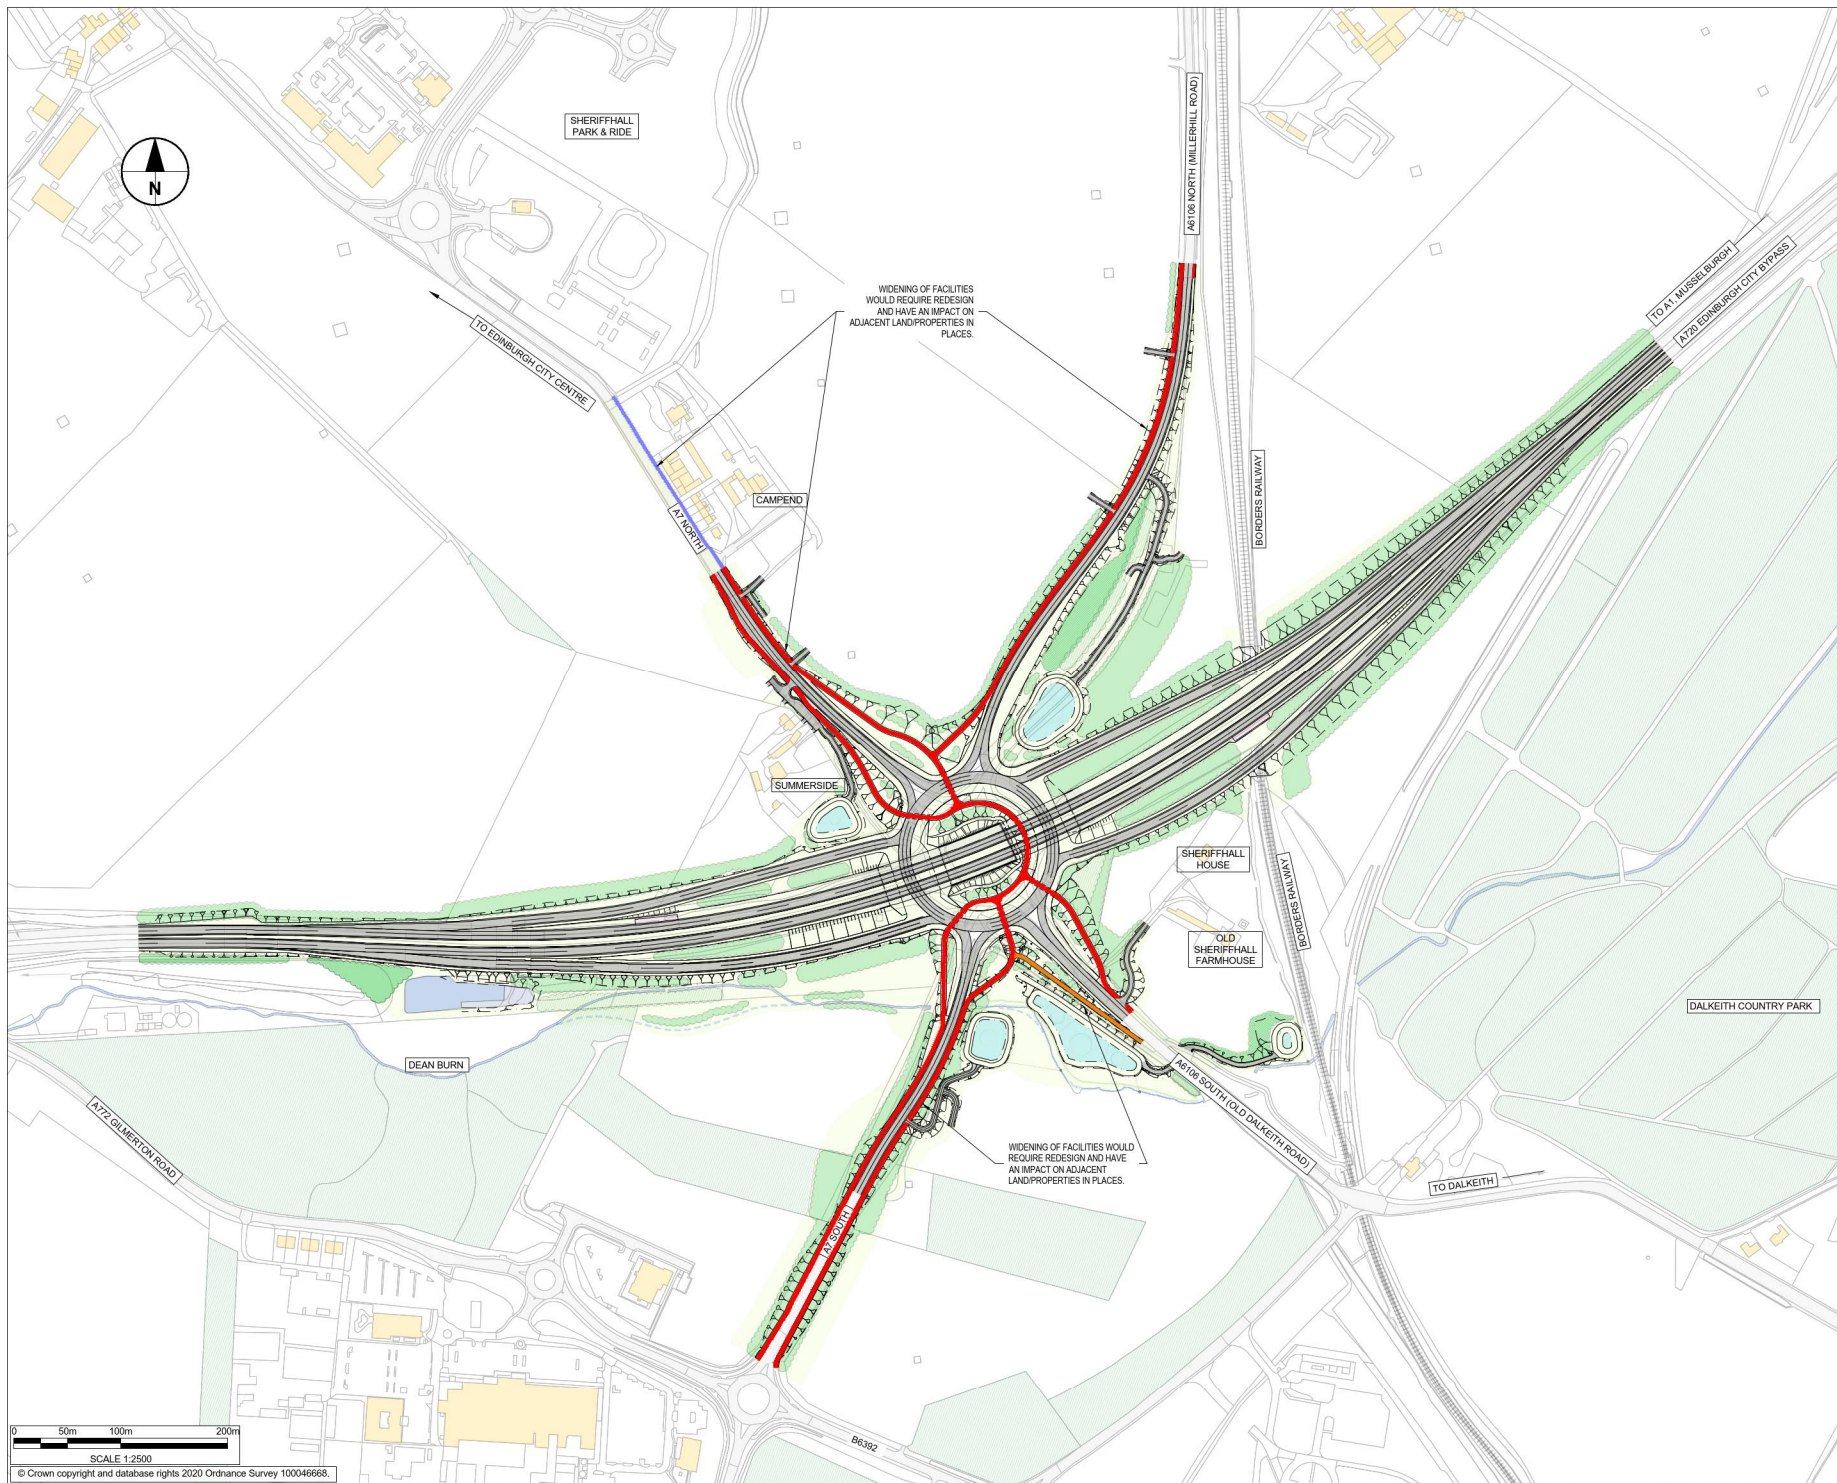 SHERIFFHALL
PARK & RIDE
N
A6106 NORTH (MILLERHILL ROAD)
TO A1, MUSSELBURGH
A720 EDINBURGH CITY BYPASS
WIDENING OF FACILITIES
WOULD REQUIRE REDESIGN
AND HAVE AN IMPACT ON
ADJACENT LAND/PROPERTIES IN
PLACES.
TO EDINBURGH CITY CENTRE
BORDERS RAILWAY
CAMPEND
A7 NORTH
SUMMERSIDE
SHERIFFHALL
HOUSE
BORDERS RAILWAY
OLD
SHERIFFHALL
FARMHOUSE
DALKEITH COUNTRY PARK
DEAN BURN
A772 GILMERTON ROAD
A6106 SOUTH (OLD DALKEITH ROAD)
WIDENING OF FACILITIES WOULD
REQUIRE REDESIGN AND HAVE
AN IMPACT ON ADJACENT
LAND/PROPERTIES IN PLACES.
TO DALKEITH
A7 SOUTH
B6392
0 50m 100m 200m
SCALE 1:2500
© Crown copyright and database rights 2020 Ordnance Survey 100046668.